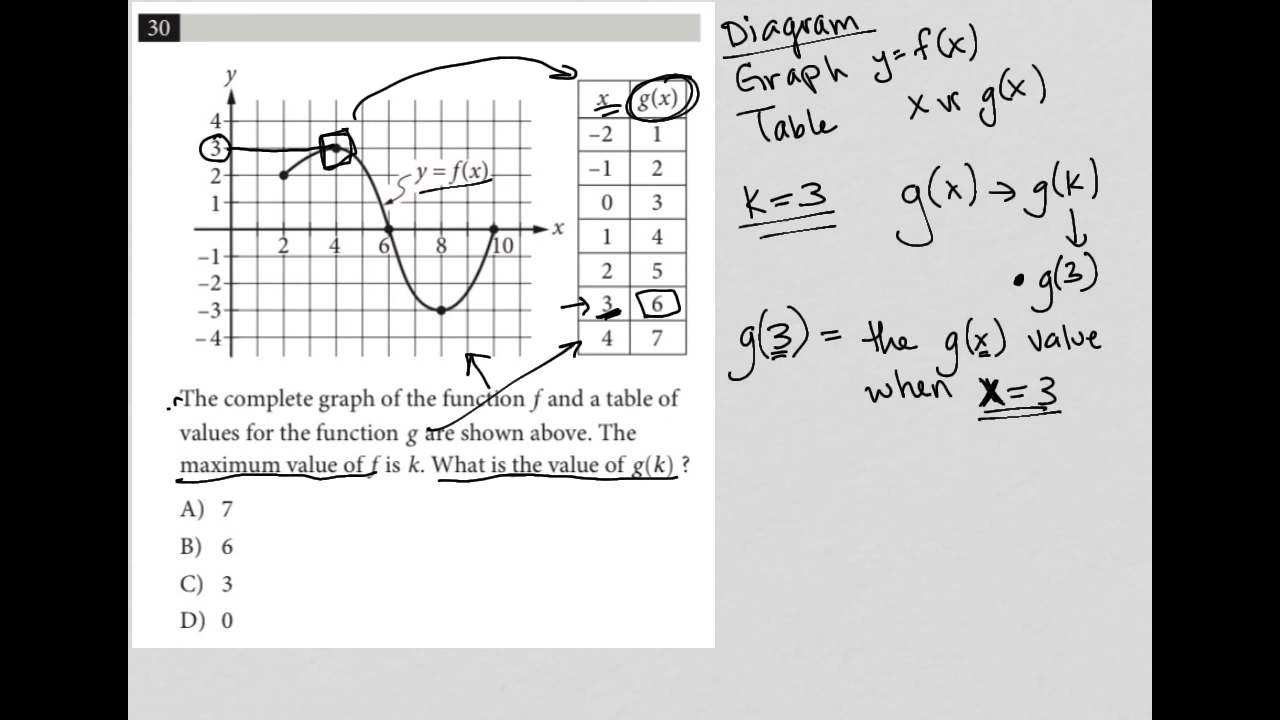 30
y
4
3
2
1
-1
-2
-3
-4
2 4 6 8 10
x
y = f(x)
x g(x)
-2 1
-1 2
0 3
1 4
2 5
3 6
4 7
The complete graph of the function f and a table of
values for the function g are shown above. The
maximum value of f is k. What is the value of g(k) ?
A) 7
B) 6
C) 3
D) 0
Diagram
Graph y=f(x)
Table x vs g(x)
k=3 g(x) → g(k)
↓
• g(3)
g(3) = the g(x) value
when x=3